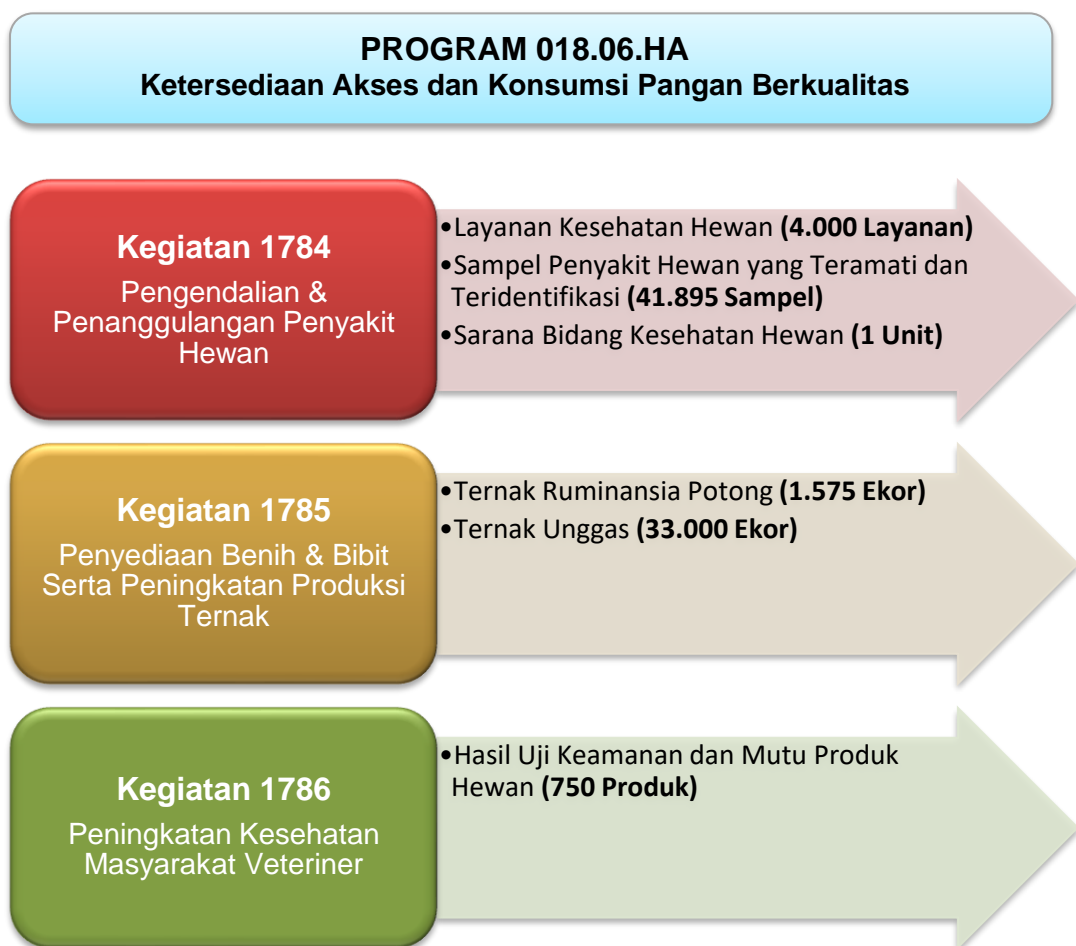 PROGRAM 018.06.HA
Ketersediaan Akses dan Konsumsi Pangan Berkualitas
Kegiatan 1784
Pengendalian &
Penanggulangan Penyakit
Hewan
•Layanan Kesehatan Hewan (4.000 Layanan)
•Sampel Penyakit Hewan yang Teramati dan
Teridentifikasi (41.895 Sampel)
•Sarana Bidang Kesehatan Hewan (1 Unit)
Kegiatan 1785
Penyediaan Benih & Bibit
Serta Peningkatan Produksi
Ternak
•Ternak Ruminansia Potong (1.575 Ekor)
•Ternak Unggas (33.000 Ekor)
Kegiatan 1786
Peningkatan Kesehatan
Masyarakat Veteriner
•Hasil Uji Keamanan dan Mutu Produk
Hewan (750 Produk)